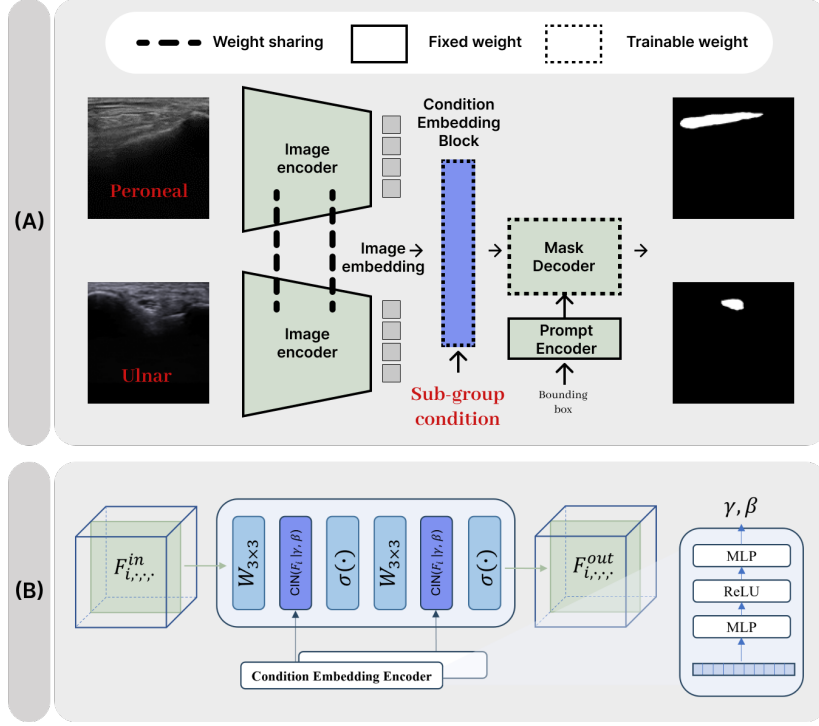 Weight sharing
Fixed weight
Trainable weight
(A)
Peroneal
Image
encoder
Condition
Embedding
Block
Image
embedding
Mask
Decoder
Ulnar
Image
encoder
Prompt
Encoder
Sub-group
condition
Bounding
box
(B)
F^{in}_{i,·,·,·}
W_{3×3}
CIN(F_i|γ, β)
σ(·)
W_{3×3}
CIN(F_i|γ, β)
σ(·)
F^{out}_{i,·,·,·}
Condition Embedding Encoder
γ, β
MLP
ReLU
MLP